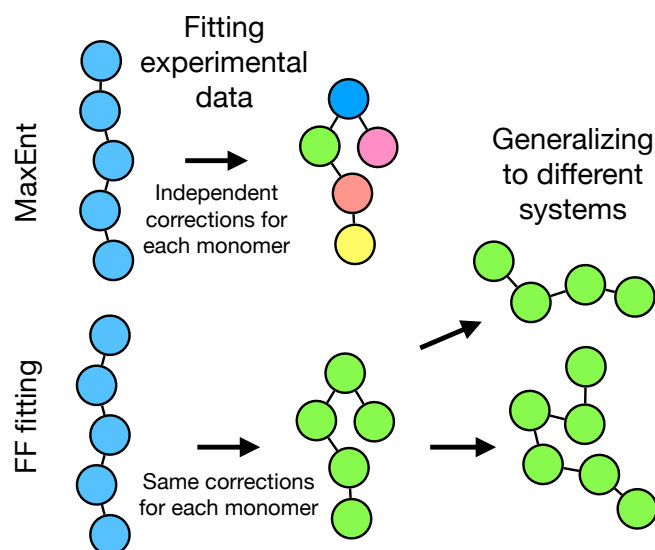 Fitting
experimental
data
MaxEnt
Independent
corrections for
each monomer
Generalizing
to different
systems
FF fitting
Same corrections
for each monomer